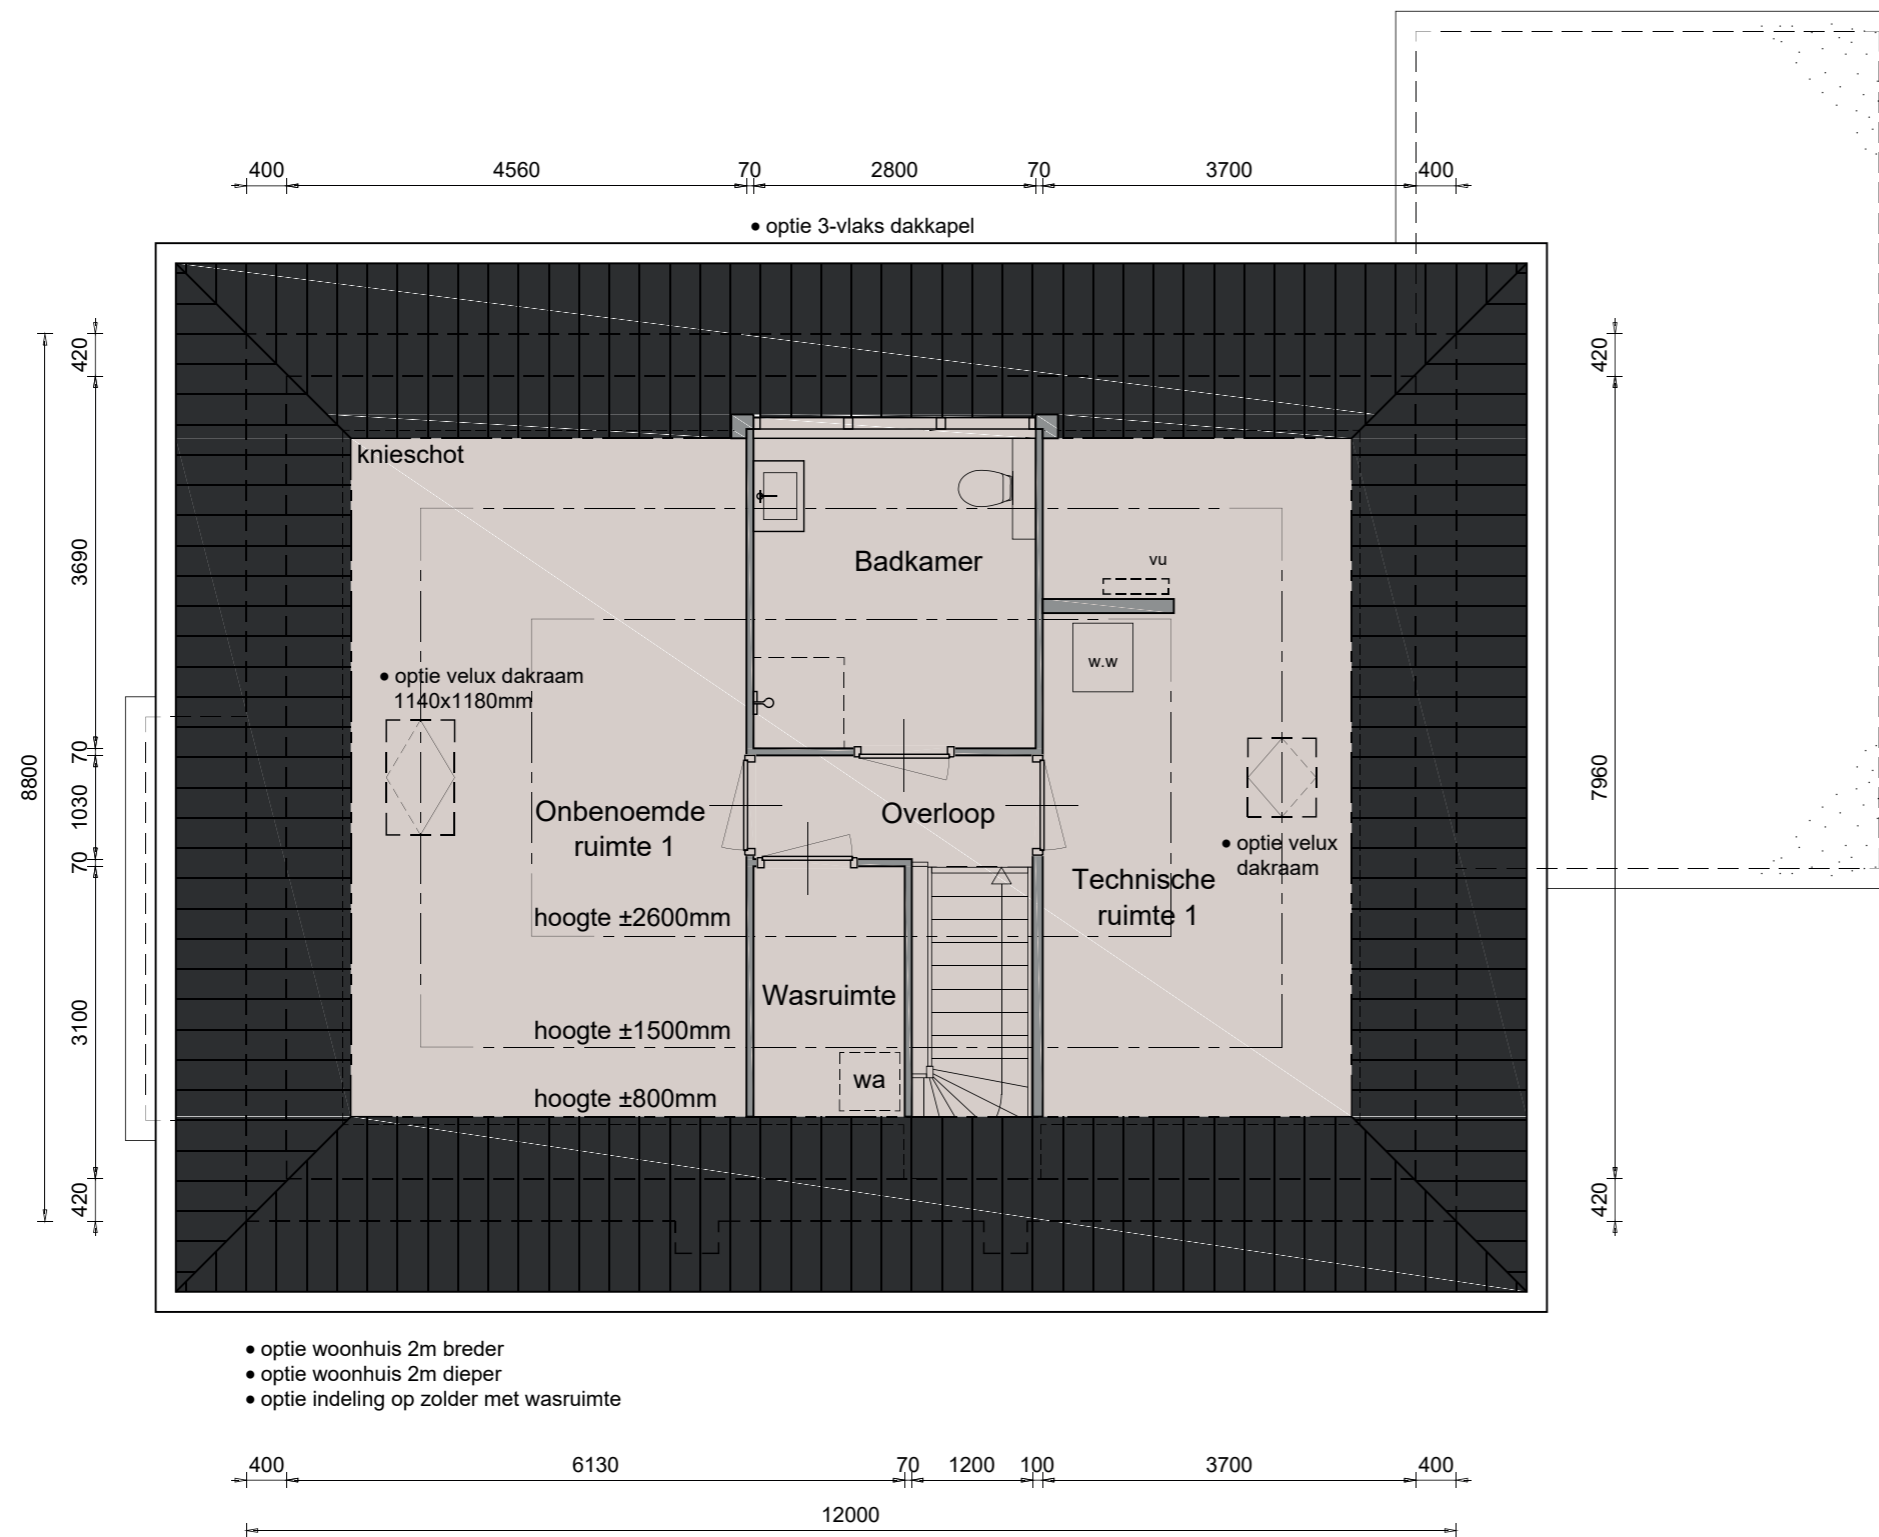 400 4560 70 2800 70 3700 400
• optie 3-vlaks dakkapel
420
3690
70
1030
70
3100
420
8800
420
7960
420
knieschot
Badkamer
vu
w.w
• optie velux dakraam
1140x1180mm
Onbenoemde
ruimte 1
Overloop
• optie velux
dakraam
Technische
ruimte 1
hoogte ±2600mm
Wasruimte
hoogte ±1500mm
wa
hoogte ±800mm
• optie woonhuis 2m breder
• optie woonhuis 2m dieper
• optie indeling op zolder met wasruimte
400 6130 70 1200 100 3700 400
12000